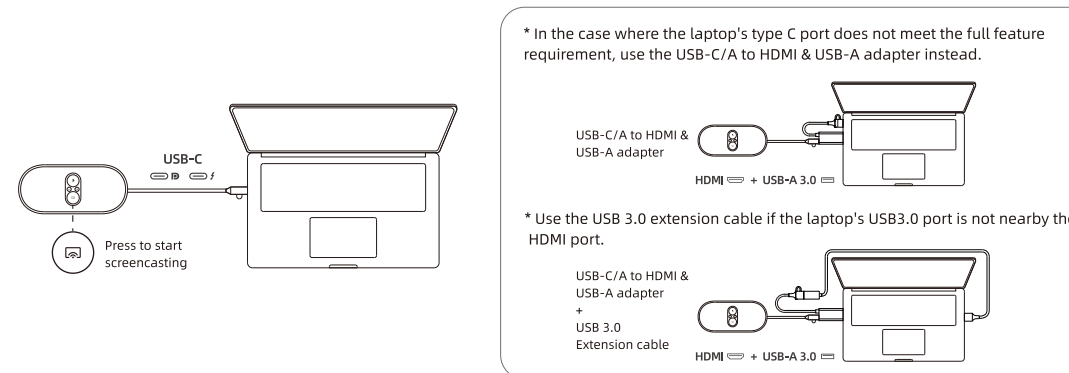 USB-C
Press to start
screencasting
* In the case where the laptop's type C port does not meet the full feature
requirement, use the USB-C/A to HDMI & USB-A adapter instead.
USB-C/A to HDMI &
USB-A adapter
HDMI + USB-A 3.0
* Use the USB 3.0 extension cable if the laptop's USB3.0 port is not nearby the
HDMI port.
USB-C/A to HDMI &
USB-A adapter
+
USB 3.0
Extension cable
HDMI + USB-A 3.0